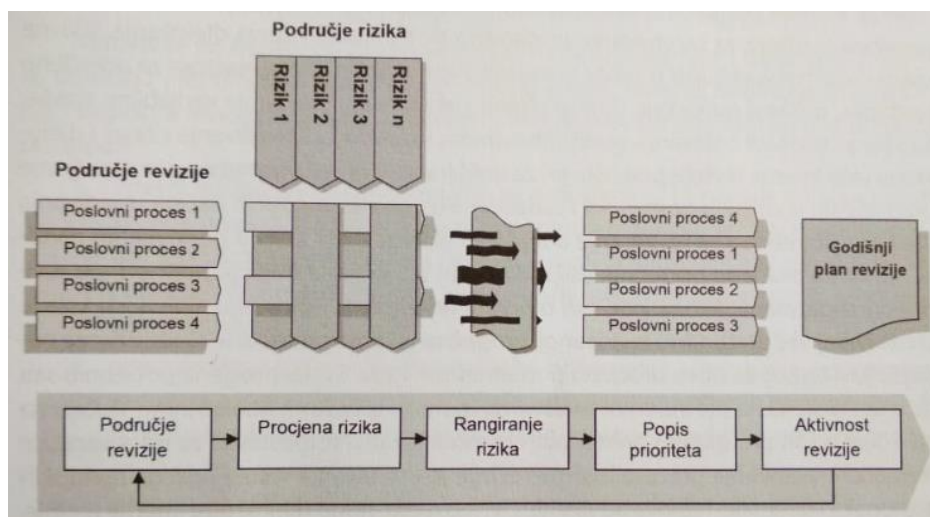 Područje rizika
Rizik 1
Rizik 2
Rizik 3
Rizik n
Područje revizije
Poslovni proces 1
Poslovni proces 2
Poslovni proces 3
Poslovni proces 4
Poslovni proces 4
Poslovni proces 1
Poslovni proces 2
Poslovni proces 3
Godišnji
plan revizije
Područje
revizije
Procjena rizika
Rangiranje
rizika
Popis
prioriteta
Aktivnost
revizije